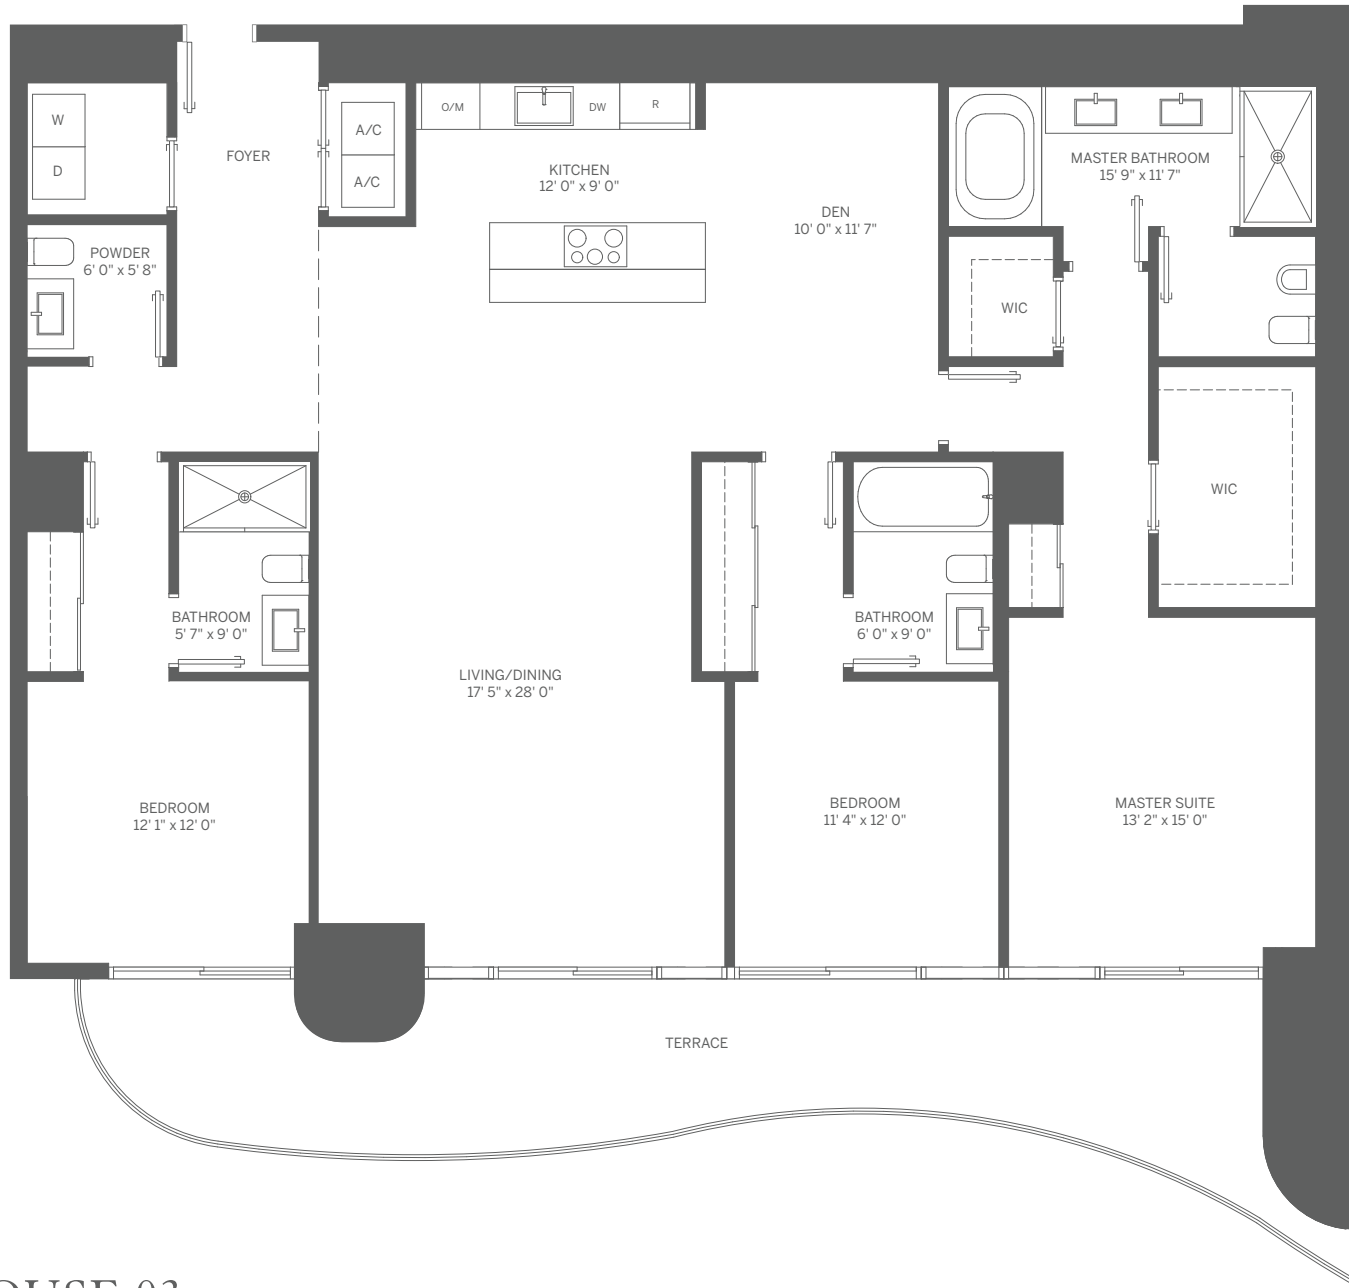 W
D
FOYER
A/C
A/C
O/M
DW
R
KITCHEN
12' 0" x 9' 0"
DEN
10' 0" x 11' 7"
MASTER BATHROOM
15' 9" x 11' 7"
POWDER
6' 0" x 5' 8"
WIC
WIC
BATHROOM
5' 7" x 9' 0"
LIVING/DINING
17' 5" x 28' 0"
BATHROOM
6' 0" x 9' 0"
BEDROOM
12' 1" x 12' 0"
BEDROOM
11' 4" x 12' 0"
MASTER SUITE
13' 2" x 15' 0"
TERRACE